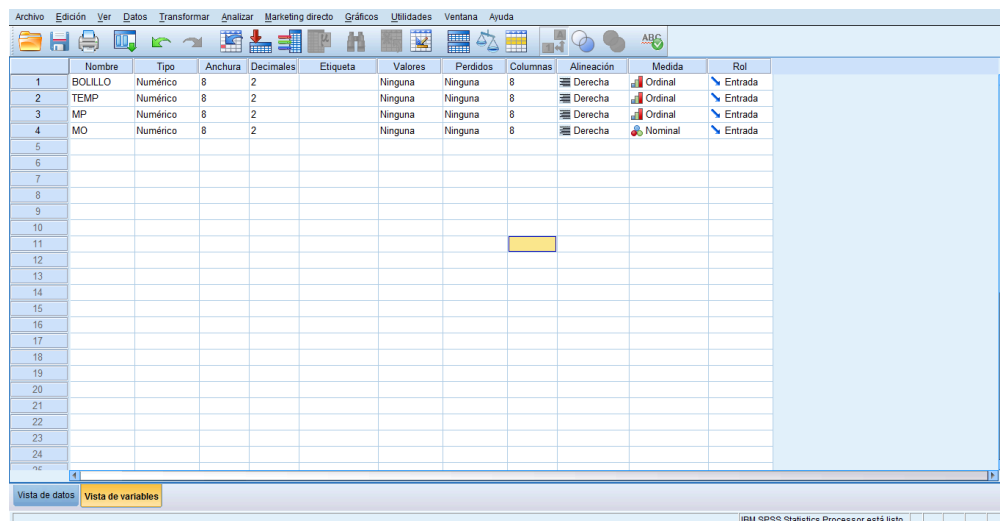 Archivo Edición Ver Datos Transformar Analizar Marketing directo Gráficos Utilidades Ventana Ayuda
ABC
Nombre Tipo Anchura Decimales Etiqueta Valores Perdidos Columnas Alineación Medida Rol
1 BOLILLO Numérico 8 2 Ninguna Ninguna 8 Derecha Ordinal Entrada
2 TEMP Numérico 8 2 Ninguna Ninguna 8 Derecha Ordinal Entrada
3 MP Numérico 8 2 Ninguna Ninguna 8 Derecha Ordinal Entrada
4 MO Numérico 8 2 Ninguna Ninguna 8 Derecha Nominal Entrada
5
6
7
8
9
10
11
12
13
14
15
16
17
18
19
20
21
22
23
24
25
Vista de datos Vista de variables
IBM SPSS Statistics Processor está listo